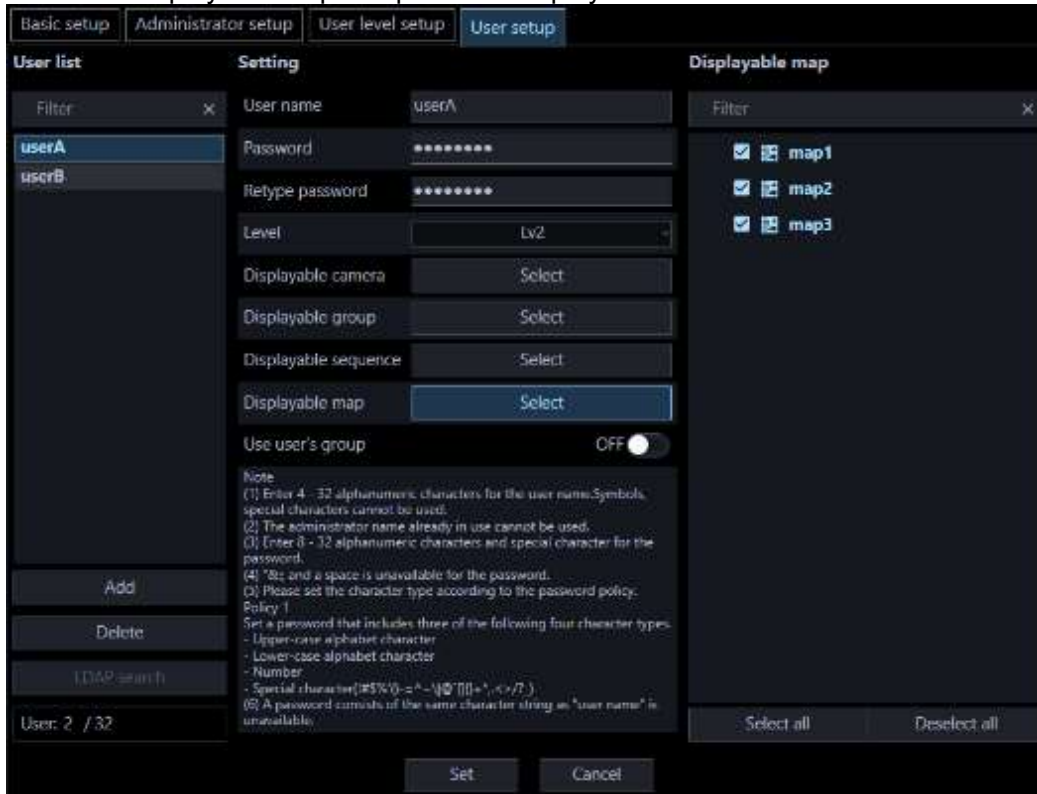 Basic setup
Administrator setup
User level setup
User setup
User list
Filter
userA
userB
Add
Delete
LDAP search
User: 2 / 32
Setting
User name
userA
Password
Retype password
Level
Lv2
Displayable camera
Select
Displayable group
Select
Displayable sequence
Select
Displayable map
Select
Use user's group
OFF
Note
(1) Enter 4 - 32 alphanumeric characters for the user name.Symbols,
special characters cannot be used.
(2) The administrator name already in use cannot be used.
(3) Enter 8 - 32 alphanumeric characters and special character for the
password.
(4) "&: and a space is unavailable for the password.
(5) Please set the character type according to the password policy.
Policy 1
Set a password that includes three of the following four character types.
- Upper-case alphabet character
- Lower-case alphabet character
- Number
- Special character
(6) A password consists of the same character string as "user name" is
unavailable.
Displayable map
Filter
map1
map2
map3
Select all
Deselect all
Set
Cancel